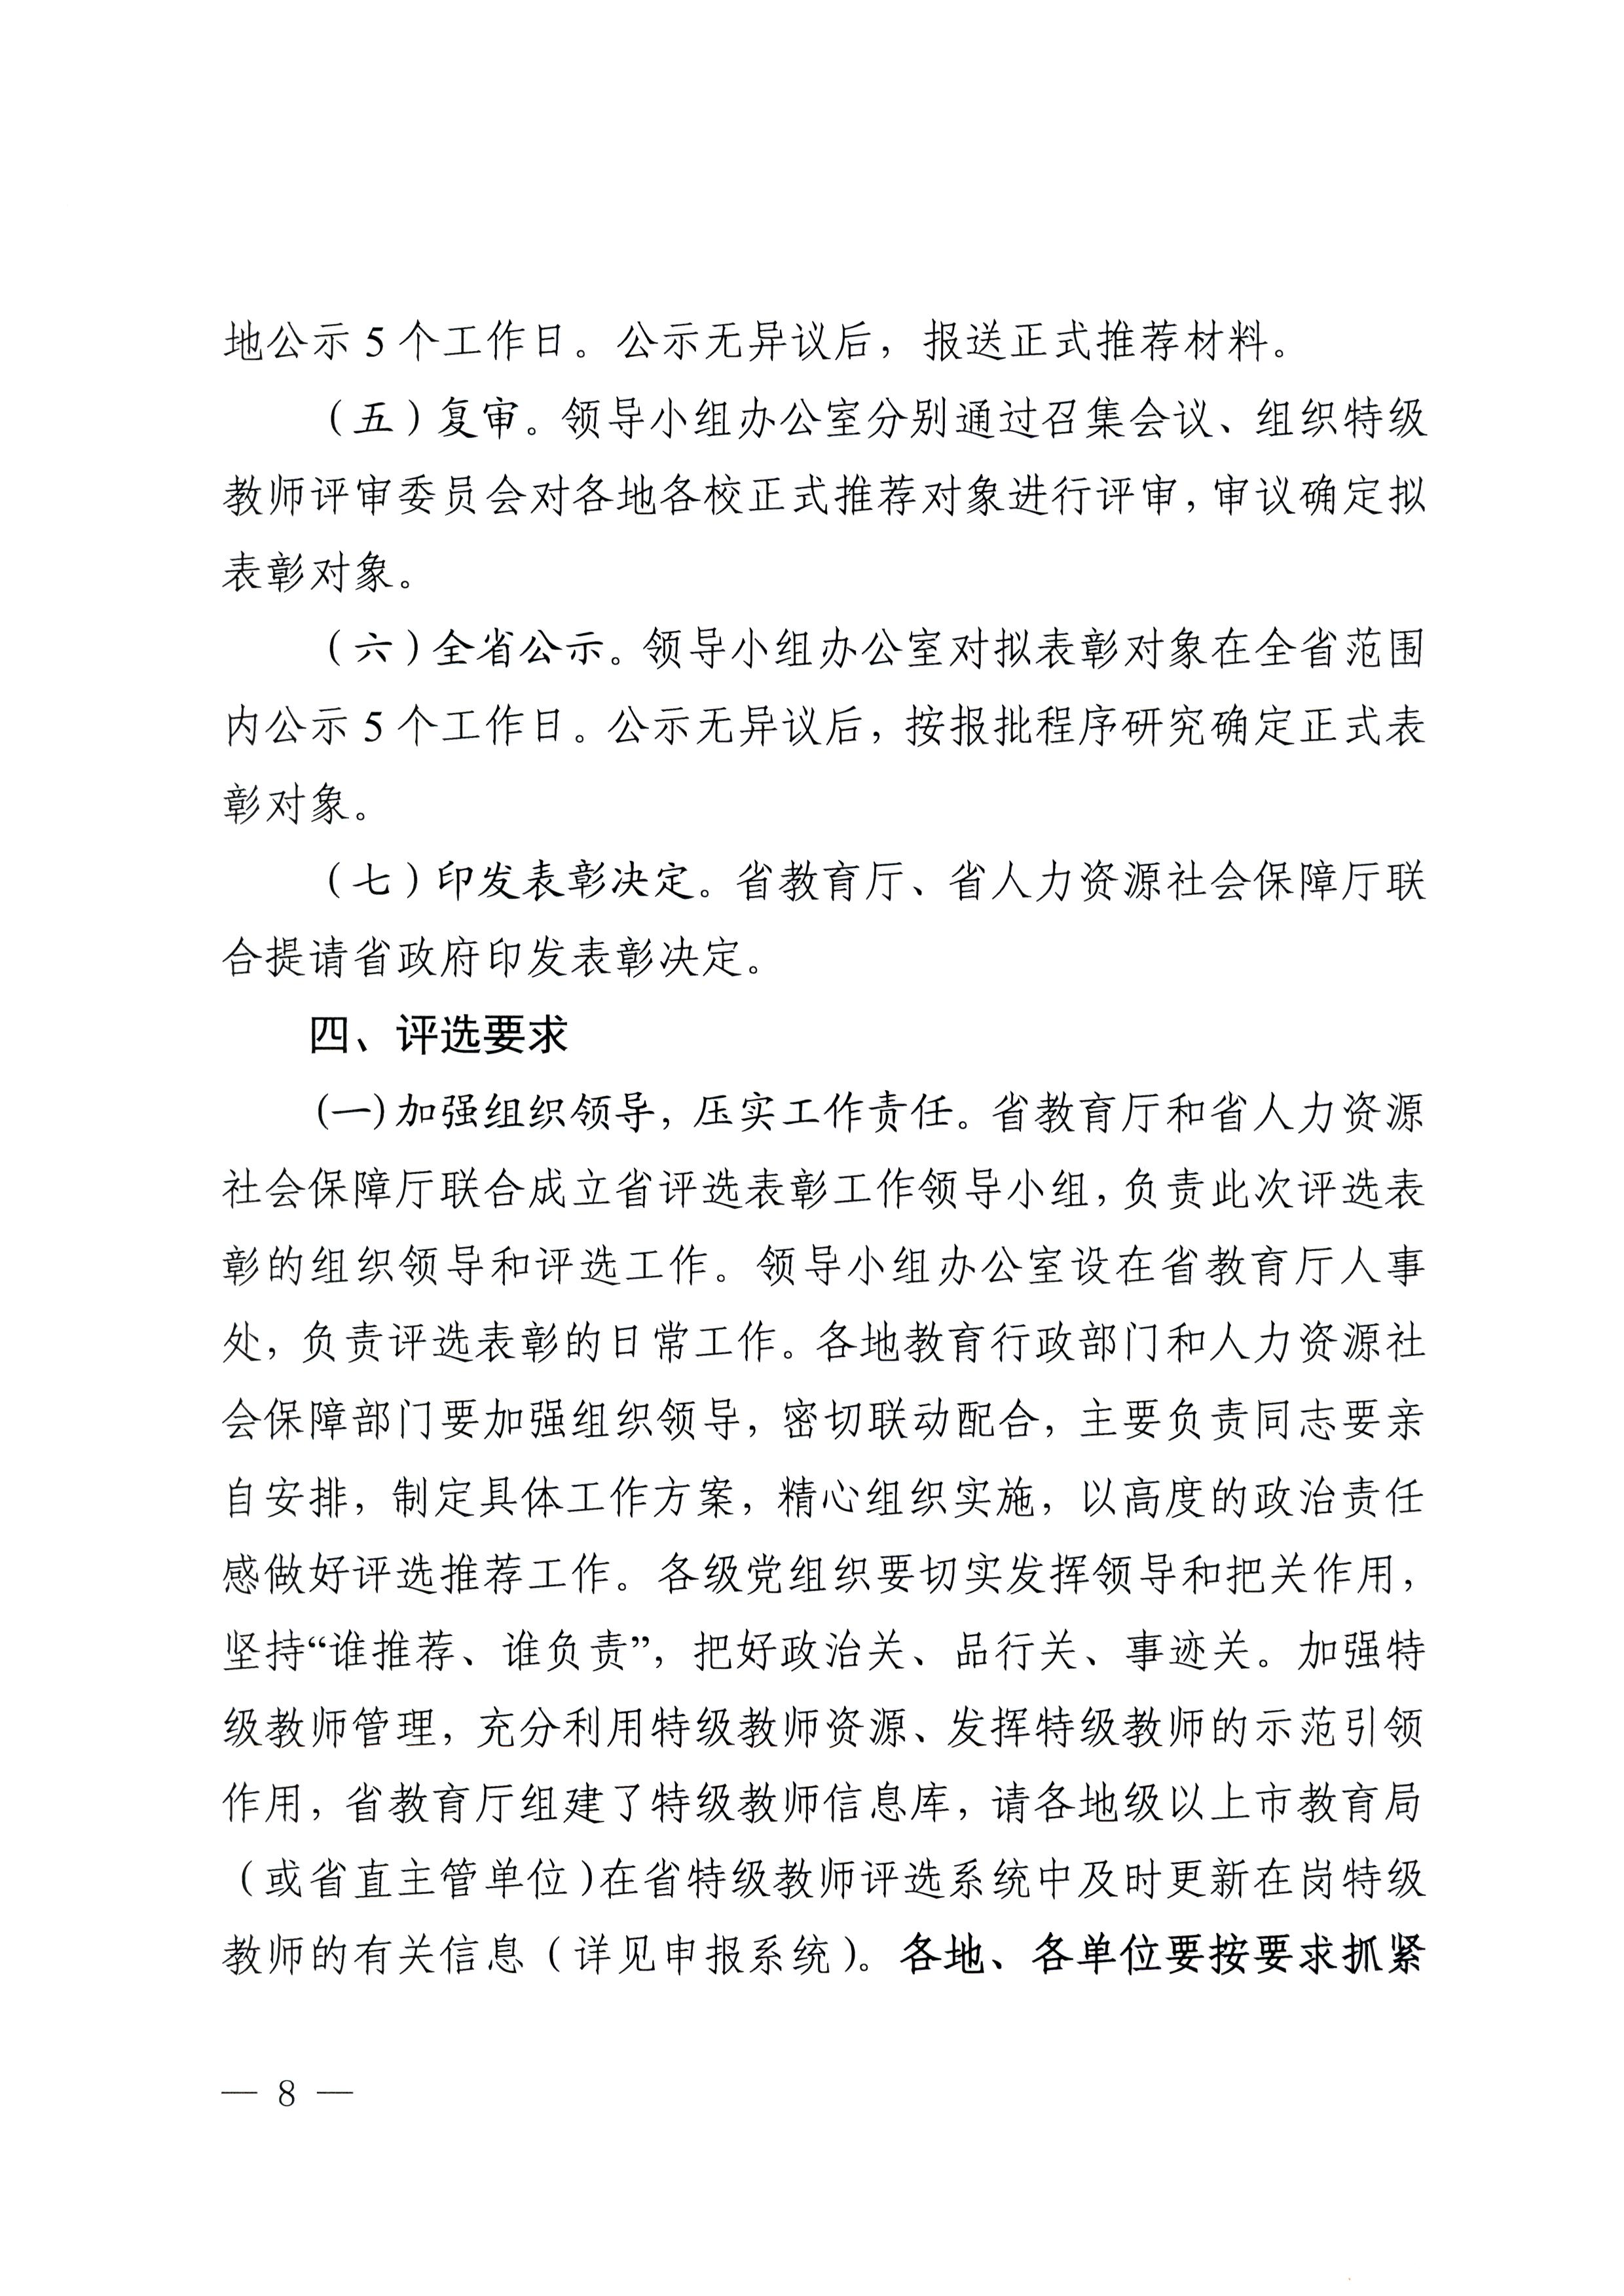 地公示 5 个工作日。公示无异议后，报送正式推荐材料。
（五）复审。领导小组办公室分别通过召集会议、组织特级
教师评审委员会对各地各校正式推荐对象进行评审，审议确定拟
表彰对象。
（六）全省公示。领导小组办公室对拟表彰对象在全省范围
内公示 5 个工作日。公示无异议后，按报批程序研究确定正式表
彰对象。
（七）印发表彰决定。省教育厅、省人力资源社会保障厅联
合提请省政府印发表彰决定。
四、评选要求
(一)加强组织领导，压实工作责任。省教育厅和省人力资源
社会保障厅联合成立省评选表彰工作领导小组，负责此次评选表
彰的组织领导和评选工作。领导小组办公室设在省教育厅人事
处，负责评选表彰的日常工作。各地教育行政部门和人力资源社
会保障部门要加强组织领导，密切联动配合，主要负责同志要亲
自安排，制定具体工作方案，精心组织实施，以高度的政治责任
感做好评选推荐工作。各级党组织要切实发挥领导和把关作用，
坚持“谁推荐、谁负责”，把好政治关、品行关、事迹关。加强特
级教师管理，充分利用特级教师资源、发挥特级教师的示范引领
作用，省教育厅组建了特级教师信息库，请各地级以上市教育局
（或省直主管单位）在省特级教师评选系统中及时更新在岗特级
教师的有关信息（详见申报系统）。各地、各单位要按要求抓紧
— 8 —